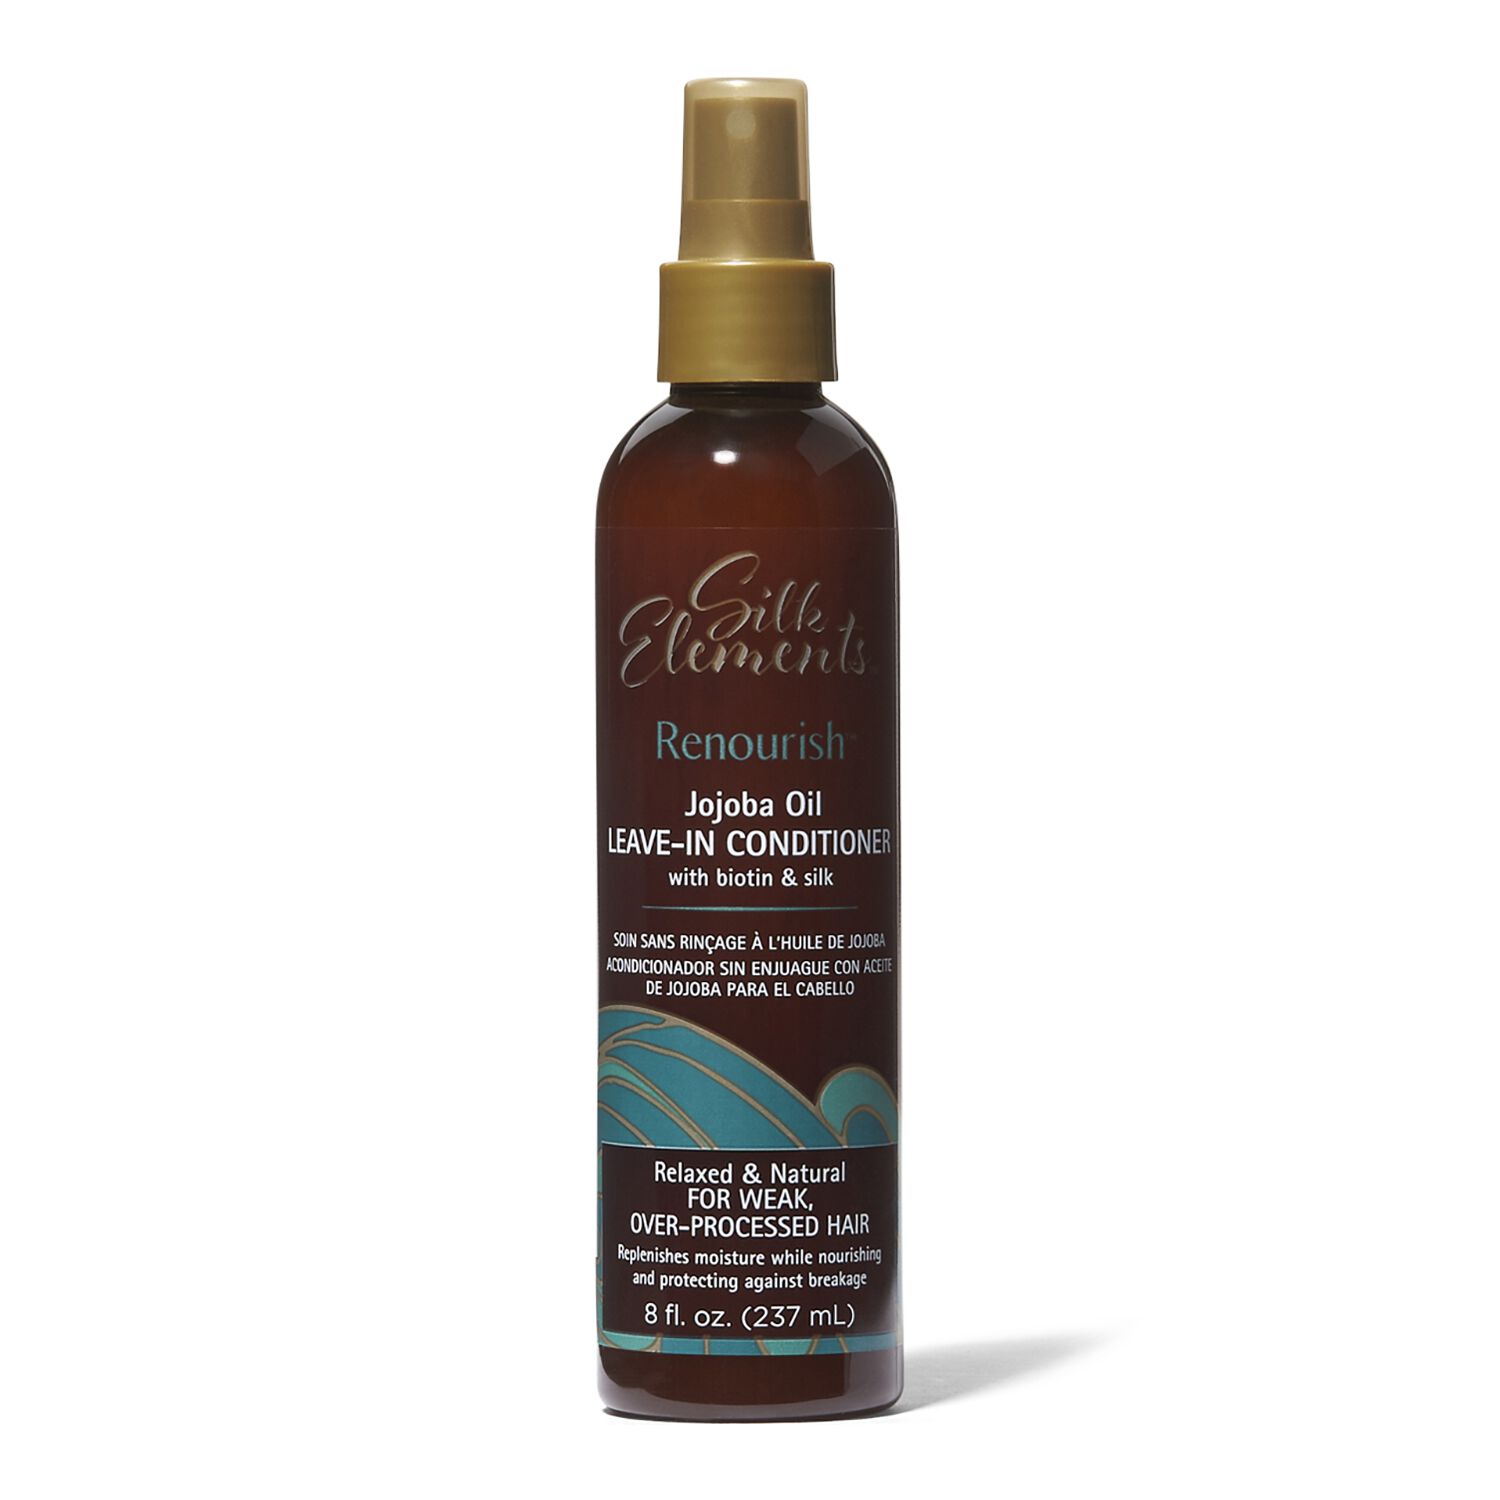 Silk
Elements™
Renourish™
Jojoba Oil
LEAVE-IN CONDITIONER
with biotin & silk
SOIN SANS RINÇAGE À L'HUILE DE JOJOBA
ACONDICIONADOR SIN ENJUAGUE CON ACEITE
DE JOJOBA PARA EL CABELLO
Relaxed & Natural
FOR WEAK,
OVER-PROCESSED HAIR
Replenishes moisture while nourishing
and protecting against breakage
8 fl. oz. (237 mL)